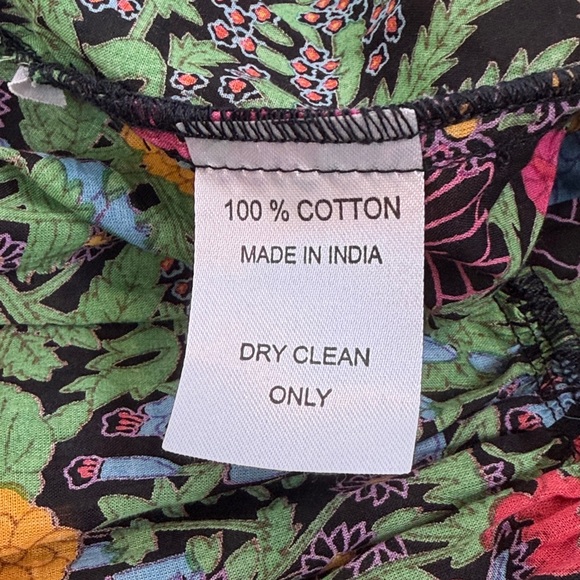 100 % COTTON
MADE IN INDIA
DRY CLEAN
ONLY